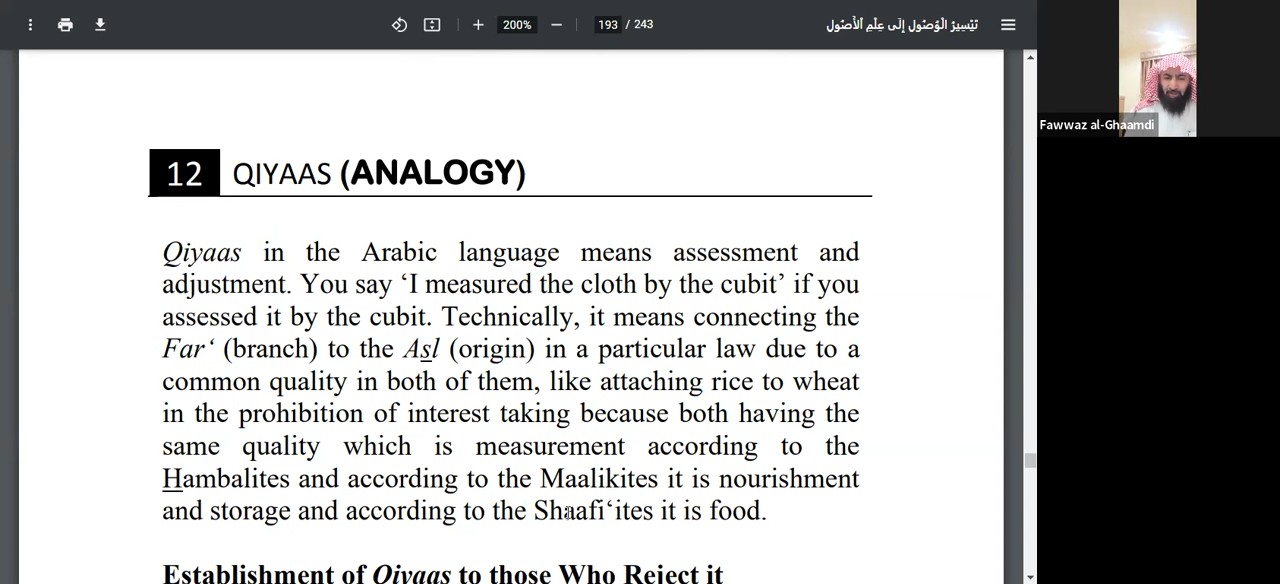 200%
193 / 243
تَيْسِيرُ الْوُصُولِ إِلَى عِلْمِ الْأُصُولِ
Fawwaz al-Ghaamdi
12 QIYAAS (ANALOGY)
Qiyaas in the Arabic language means assessment and
adjustment. You say ‘I measured the cloth by the cubit’ if you
assessed it by the cubit. Technically, it means connecting the
Far‘ (branch) to the Asl (origin) in a particular law due to a
common quality in both of them, like attaching rice to wheat
in the prohibition of interest taking because both having the
same quality which is measurement according to the
Hambalites and according to the Maalikites it is nourishment
and storage and according to the Shaafi‘ites it is food.
Establishment of Qiyaas to those Who Reject it